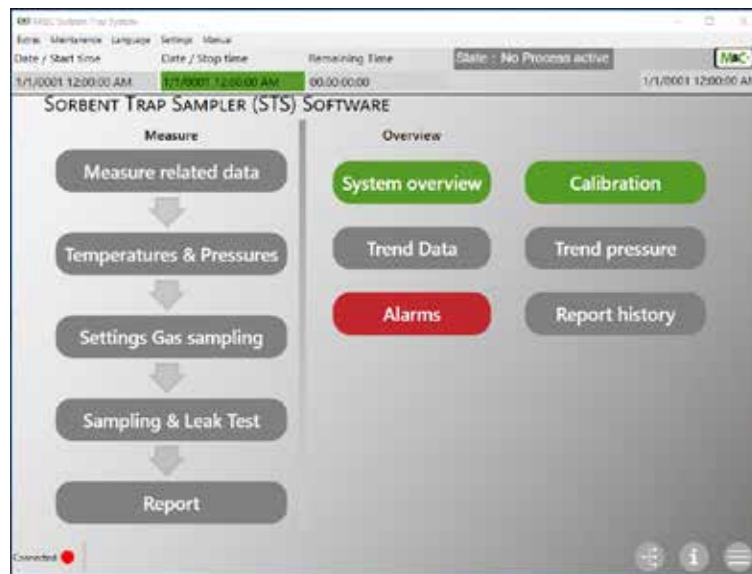 M&C Sorbent Trap System
Extras Maintenance Language Settings Manual
Date / Start time Date / Stop time Remaining Time State : No Process active M&C
1/1/0001 12:00:00 AM 1/1/0001 12:00:00 AM 00:00:00:00 1/1/0001 12:00:00 AM
SORBENT TRAP SAMPLER (STS) SOFTWARE
Measure Overview
Measure related data
System overview Calibration
Temperatures & Pressures
Trend Data Trend pressure
Settings Gas sampling
Alarms Report history
Sampling & Leak Test
Report
Connected